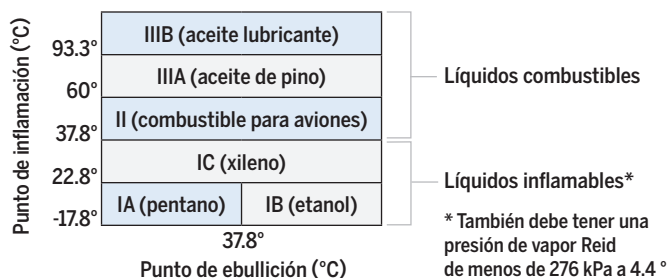 Punto de inflamación (°C)
93.3°
60°
37.8°
22.8°
-17.8°
IIIB (aceite lubricante)
IIIA (aceite de pino)
II (combustible para aviones)
IC (xileno)
IA (pentano)
IB (etanol)
37.8°
Punto de ebullición (°C)
Líquidos combustibles
Líquidos inflamables*
* También debe tener una
presión de vapor Reid
de menos de 276 kPa a 4.4 °